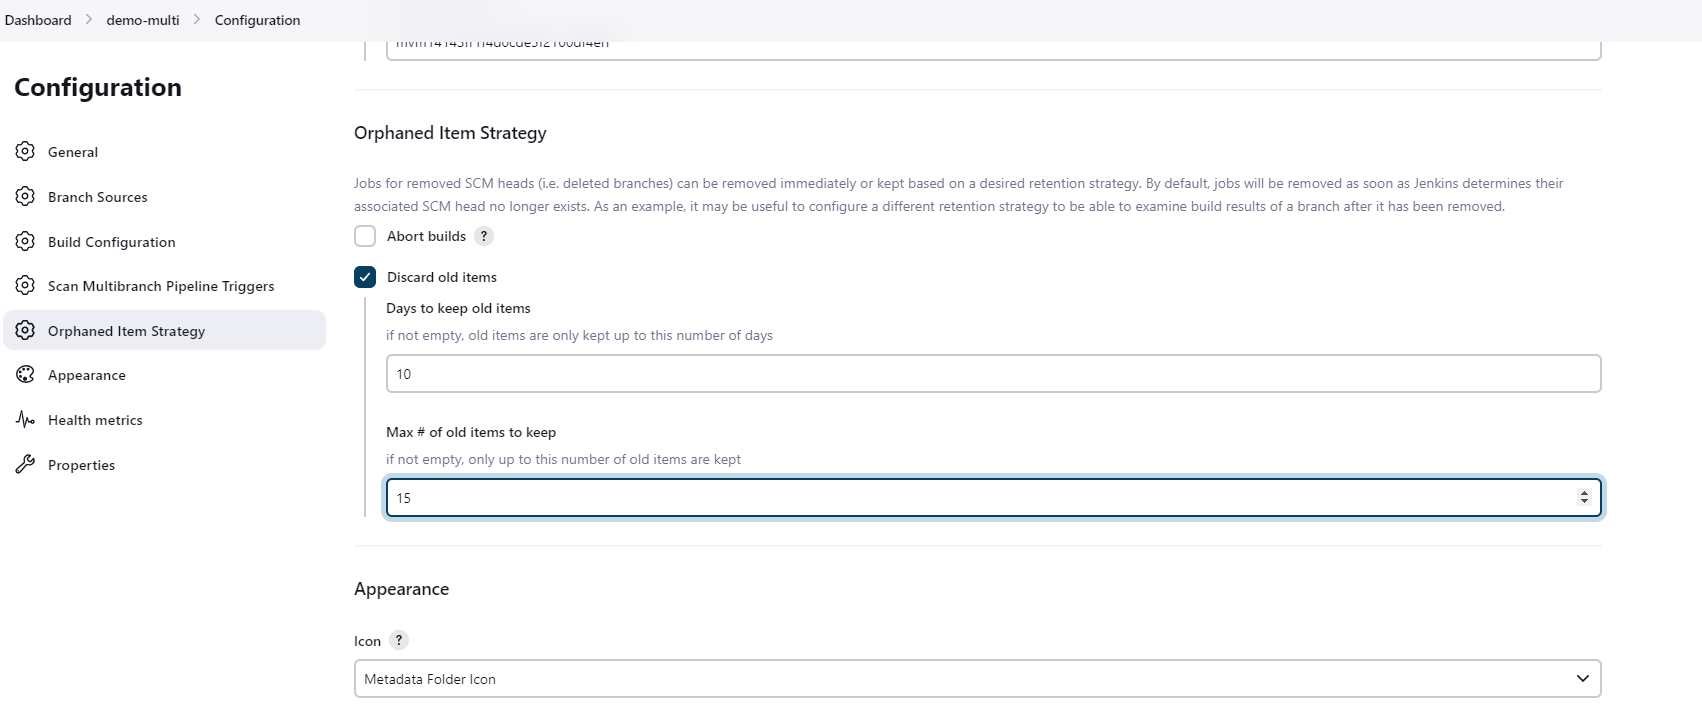 Dashboard > demo-multi > Configuration
Configuration
General
Branch Sources
Build Configuration
Scan Multibranch Pipeline Triggers
Orphaned Item Strategy
Appearance
Health metrics
Properties
Orphaned Item Strategy
Jobs for removed SCM heads (i.e. deleted branches) can be removed immediately or kept based on a desired retention strategy. By default, jobs will be removed as soon as Jenkins determines their
associated SCM head no longer exists. As an example, it may be useful to configure a different retention strategy to be able to examine build results of a branch after it has been removed.
Abort builds ?
Discard old items
Days to keep old items
if not empty, old items are only kept up to this number of days
10
Max # of old items to keep
if not empty, only up to this number of old items are kept
15
Appearance
Icon ?
Metadata Folder Icon